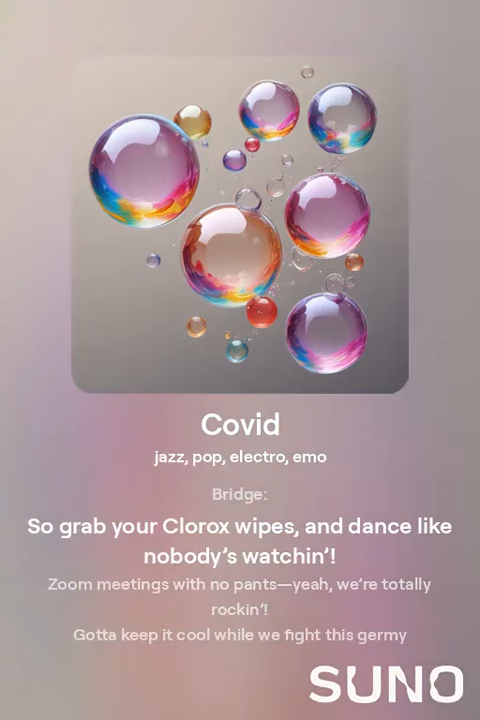 Covid
jazz, pop, electro, emo
Bridge:
So grab your Clorox wipes, and dance like
nobody’s watchin’!
Zoom meetings with no pants—yeah, we’re totally
rockin’!
Gotta keep it cool while we fight this germy
SUNO